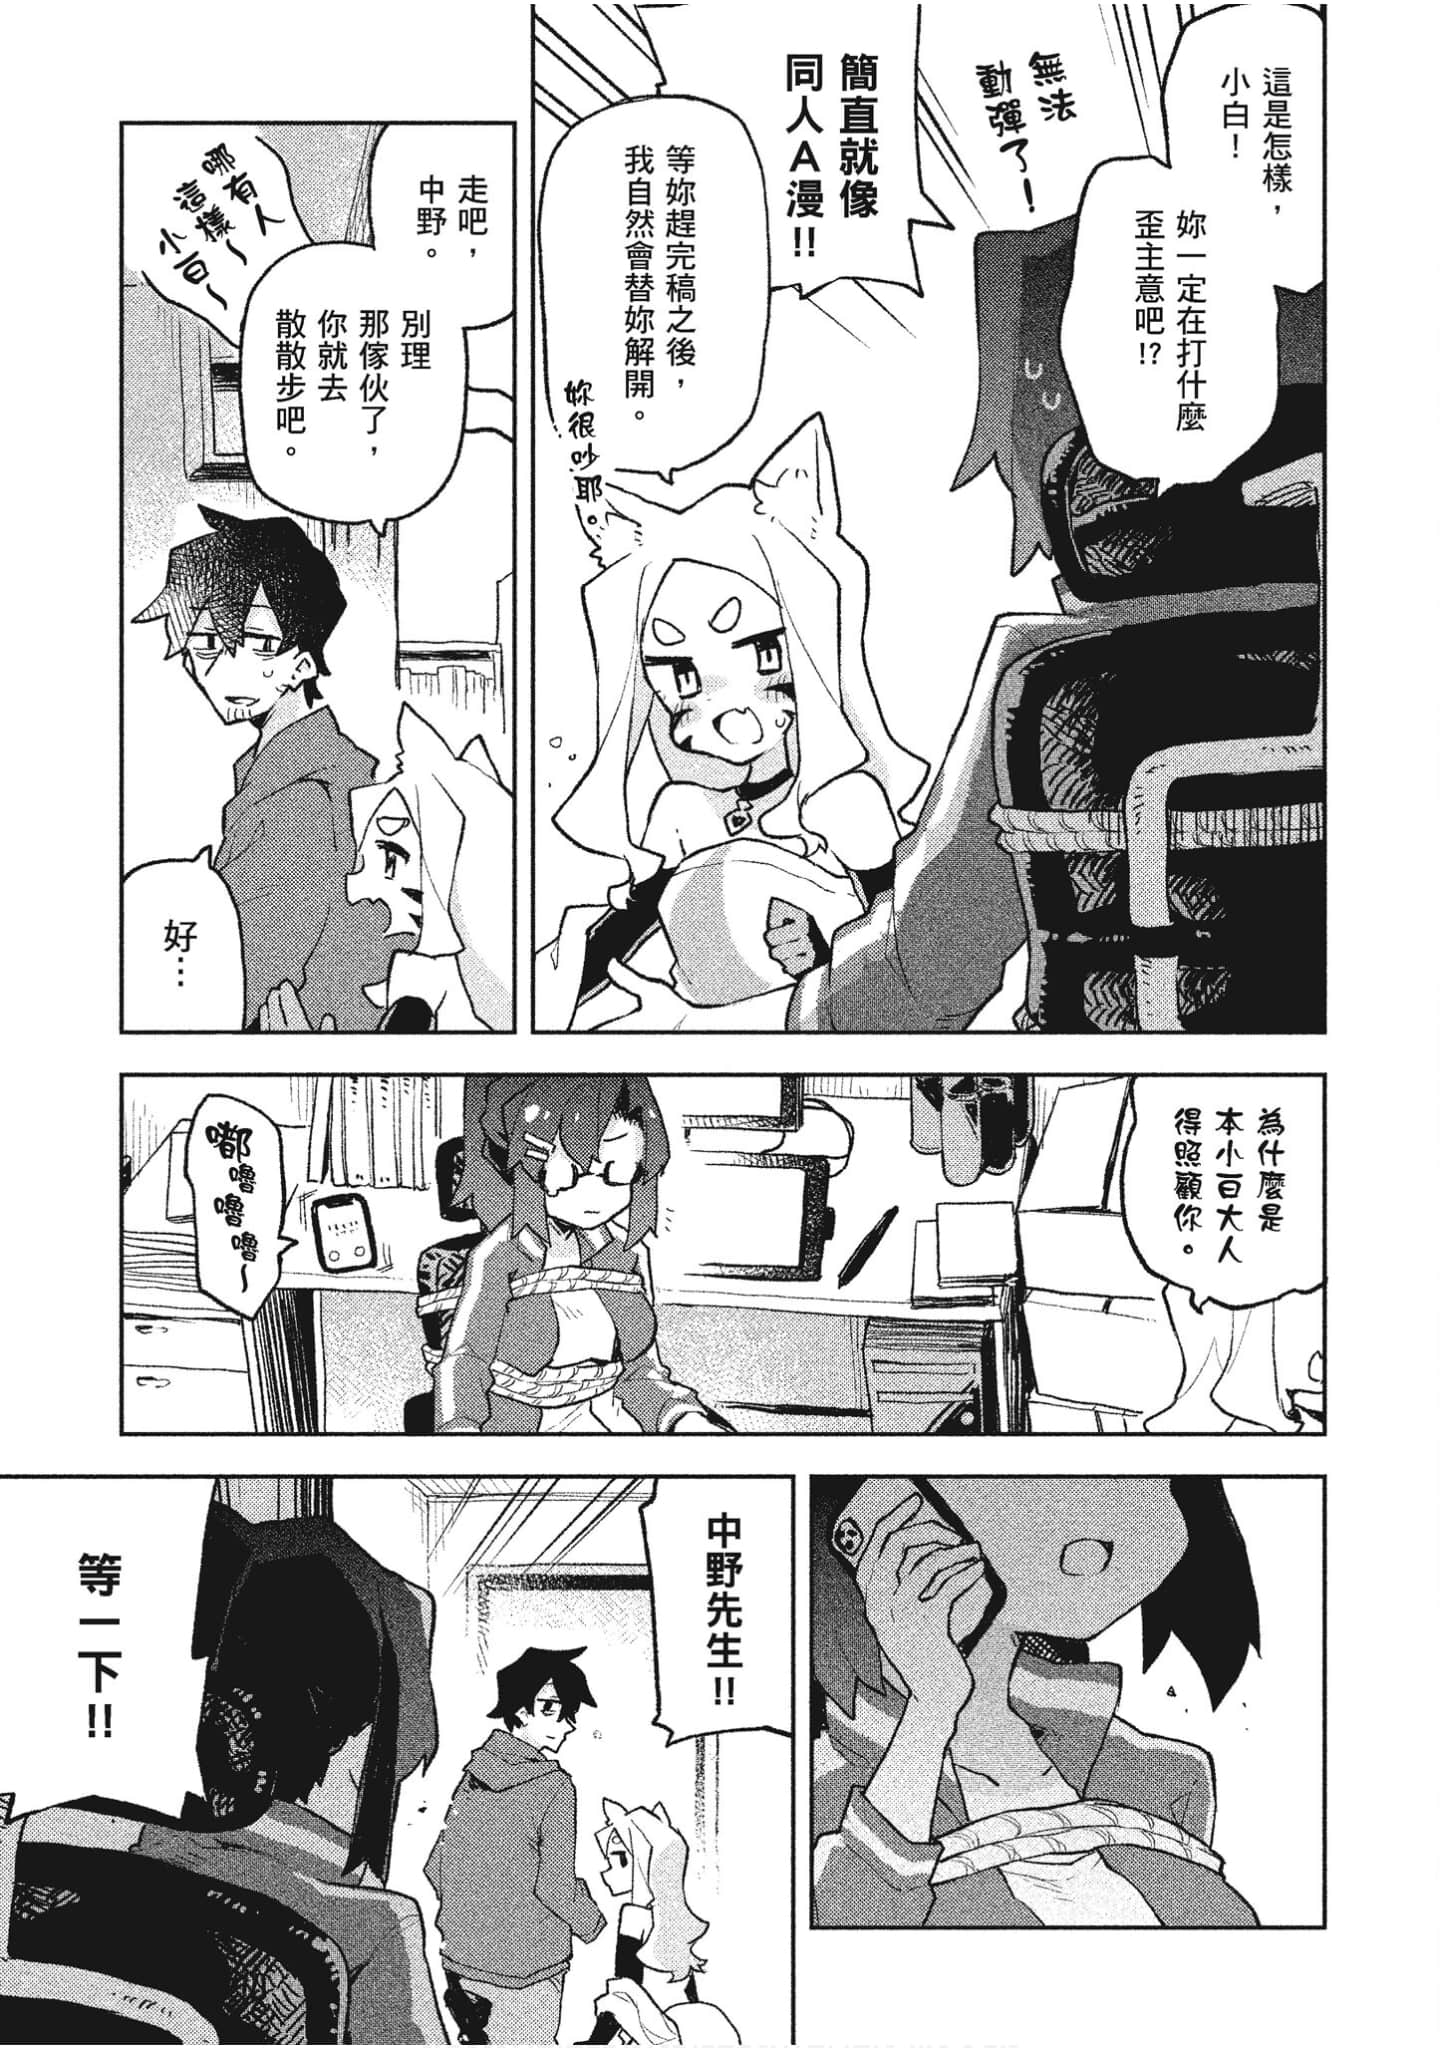 這是怎樣，
小白！
妳一定在打什麼
歪主意吧!?
無法
動彈了！
簡直就像
同人A漫!!
等妳趕完稿之後，
我自然會替妳解開。
妳很吵耶。
走吧，
中野。
別理
那傢伙了，
你就去
散散步吧。
哪有人
這樣～
小白～
好…
為什麼是
本小白大人
得照顧你。
嘟嚕嚕嚕～
中野先生!!
等一下!!